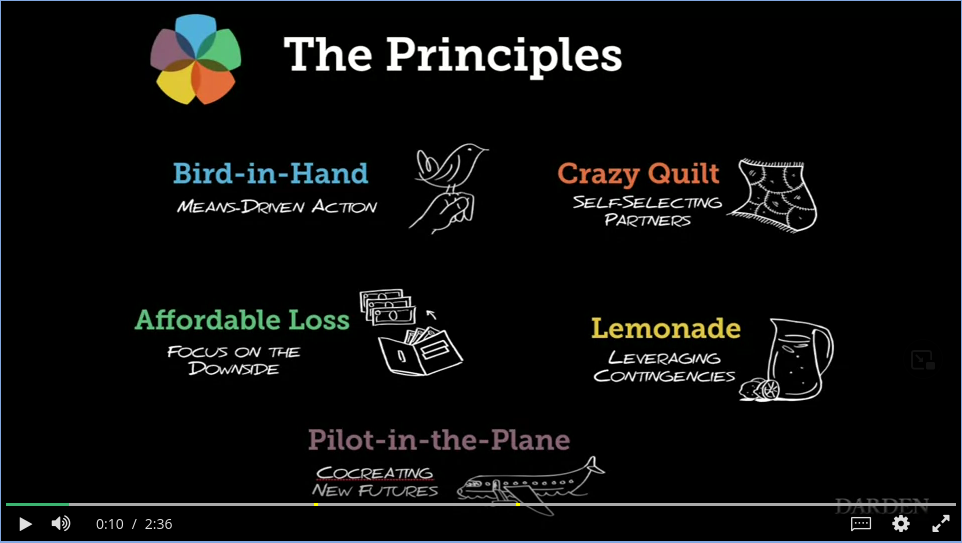 The Principles
Bird-in-Hand
MEANS-DRIVEN ACTION
Crazy Quilt
SELF-SELECTING
PARTNERS
Affordable Loss
FOCUS ON THE
DOWNSIDE
Lemonade
LEVERAGING
CONTINGENCIES
Pilot-in-the-Plane
COCREATING
NEW FUTURES
DARDEN
0:10 / 2:36